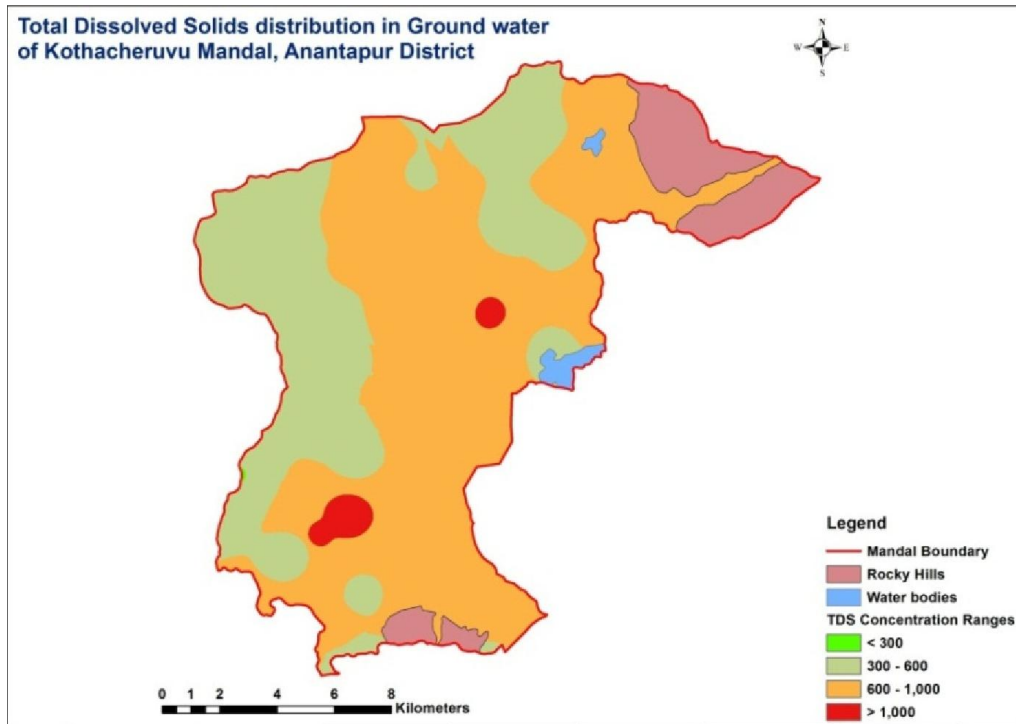 Total Dissolved Solids distribution in Ground water
of Kothacheruvu Mandal, Anantapur District
N
W E
S
Legend
Mandal Boundary
Rocky Hills
Water bodies
TDS Concentration Ranges
< 300
300 - 600
600 - 1,000
> 1,000
0 1 2 4 6 8
Kilometers